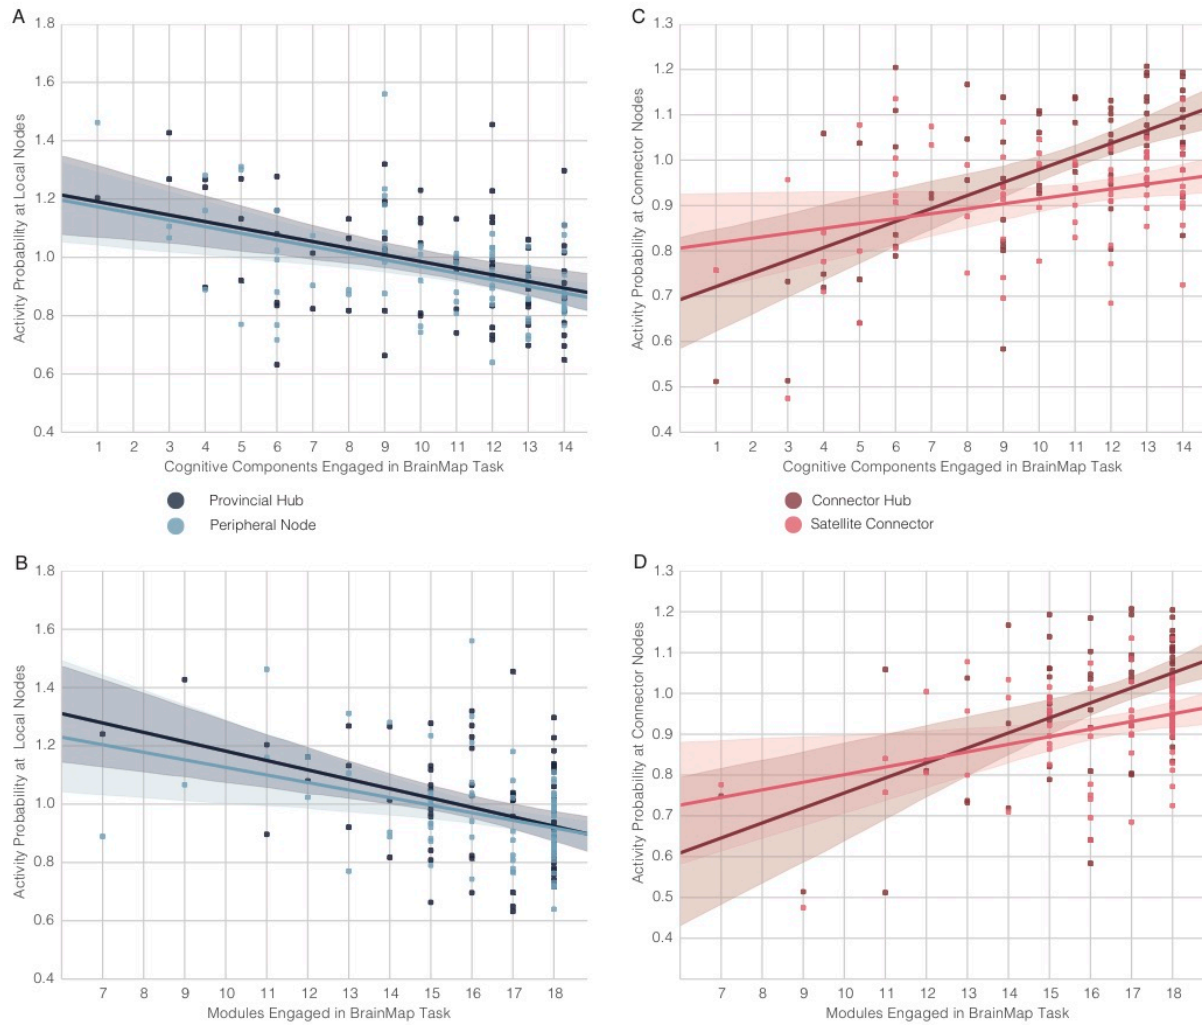 A
1.8
1.6
1.4
1.2
1.0
0.8
0.6
0.4
Activity Probability at Local Nodes
1 2 3 4 5 6 7 8 9 10 11 12 13 14
Cognitive Components Engaged in BrainMap Task
Provincial Hub
Peripheral Node
C
1.3
1.2
1.1
1.0
0.9
0.8
0.7
0.6
0.5
0.4
Activity Probability at Connector Nodes
1 2 3 4 5 6 7 8 9 10 11 12 13 14
Cognitive Components Engaged in BrainMap Task
Connector Hub
Satellite Connector
B
1.8
1.6
1.4
1.2
1.0
0.8
0.6
0.4
Activity Probability at Local Nodes
7 8 9 10 11 12 13 14 15 16 17 18
Modules Engaged in BrainMap Task
D
1.3
1.2
1.1
1.0
0.9
0.8
0.7
0.6
0.5
0.4
Activity Probability at Connector Nodes
7 8 9 10 11 12 13 14 15 16 17 18
Modules Engaged in BrainMap Task